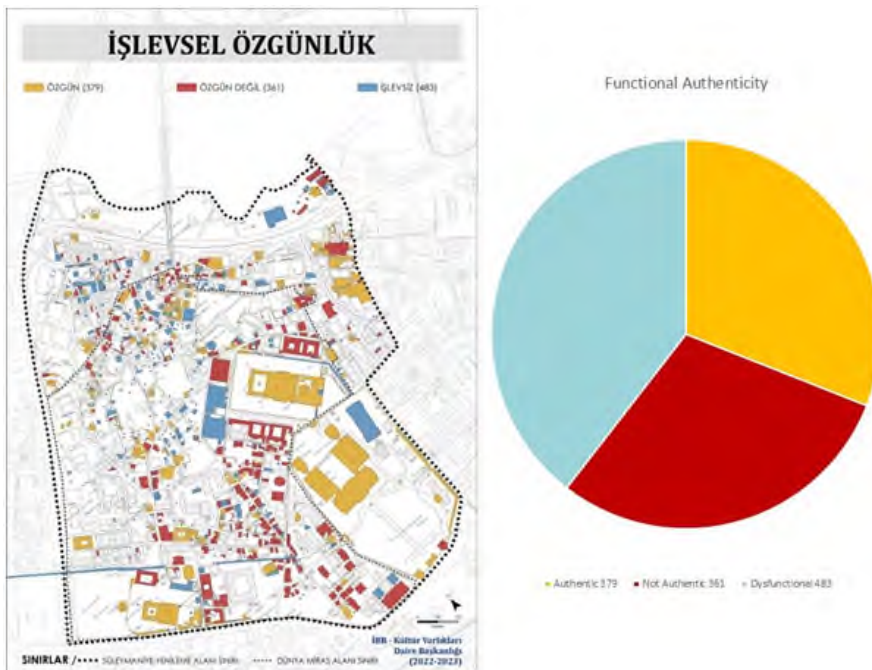 İŞLEVSEL ÖZGÜNLÜK
ÖZGÜN (379) ÖZGÜN DEĞİL (361) İŞLEVSİZ (483)
Functional Authenticity
Authentic 379 Not Authentic 361 Dysfunctional 483
İBB - Kültür Varlıkları
Daire Başkanlığı
(2022-2023)
SINIRLAR / SÜLEYMANİYE YENİLEME ALANI SINIRI DÜNYA MİRAS ALANI SINIRI